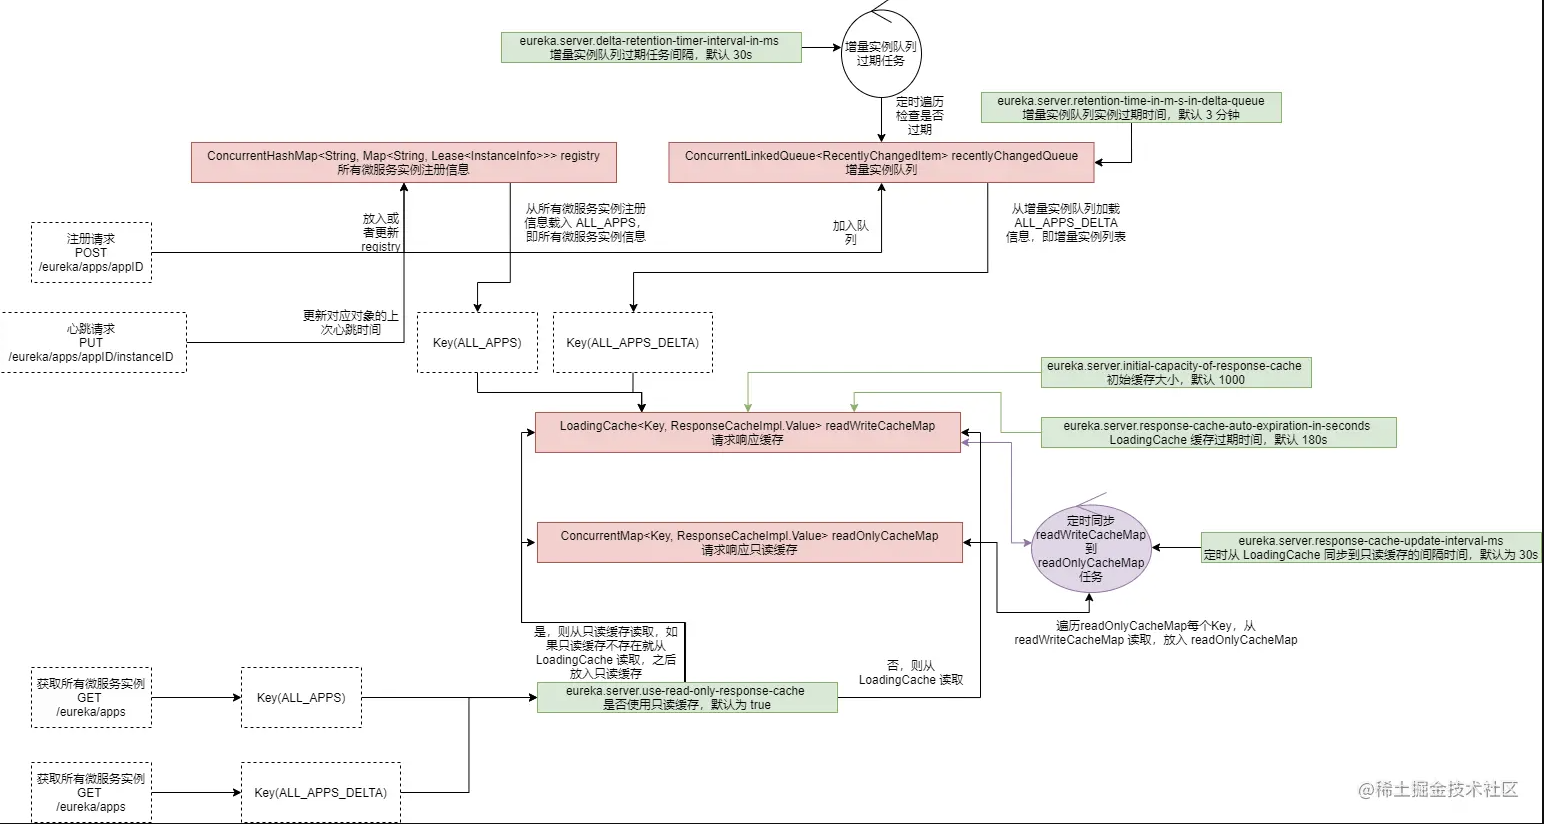 eureka.server.delta-retention-timer-interval-in-ms
增量实例队列过期任务间隔，默认 30s
增量实例队列
过期任务
定时遍历
检查是否
过期
eureka.server.retention-time-in-m-s-in-delta-queue
增量实例队列实例过期时间，默认 3 分钟
ConcurrentHashMap<String, Map<String, Lease<InstanceInfo>>> registry
所有微服务实例注册信息
ConcurrentLinkedQueue<RecentlyChangedItem> recentlyChangedQueue
增量实例队列
注册请求
POST
/eureka/apps/appID
放入或
者更新
registry
从所有微服务实例注册
信息载入 ALL_APPS，
即所有微服务实例信息
加入队
列
从增量实例队列加载
ALL_APPS_DELTA
信息，即增量实例列表
心跳请求
PUT
/eureka/apps/appID/instanceID
更新对应对象的上
次心跳时间
Key(ALL_APPS)
Key(ALL_APPS_DELTA)
eureka.server.initial-capacity-of-response-cache
初始缓存大小，默认 1000
LoadingCache<Key, ResponseCacheImpl.Value> readWriteCacheMap
请求响应缓存
eureka.server.response-cache-auto-expiration-in-seconds
LoadingCache 缓存过期时间，默认 180s
ConcurrentMap<Key, ResponseCacheImpl.Value> readOnlyCacheMap
请求响应只读缓存
定时同步
readWriteCacheMap
到
readOnlyCacheMap
任务
eureka.server.response-cache-update-interval-ms
定时从 LoadingCache 同步到只读缓存的间隔时间，默认为 30s
遍历readOnlyCacheMap每个Key，从
readWriteCacheMap 读取，放入 readOnlyCacheMap
是，则从只读缓存读取，如
果只读缓存不存在就从
LoadingCache 读取，之后
放入只读缓存
否，则从
LoadingCache 读取
获取所有微服务实例
GET
/eureka/apps
Key(ALL_APPS)
eureka.server.use-read-only-response-cache
是否使用只读缓存，默认为 true
获取所有微服务实例
GET
/eureka/apps
Key(ALL_APPS_DELTA)
@稀土掘金技术社区